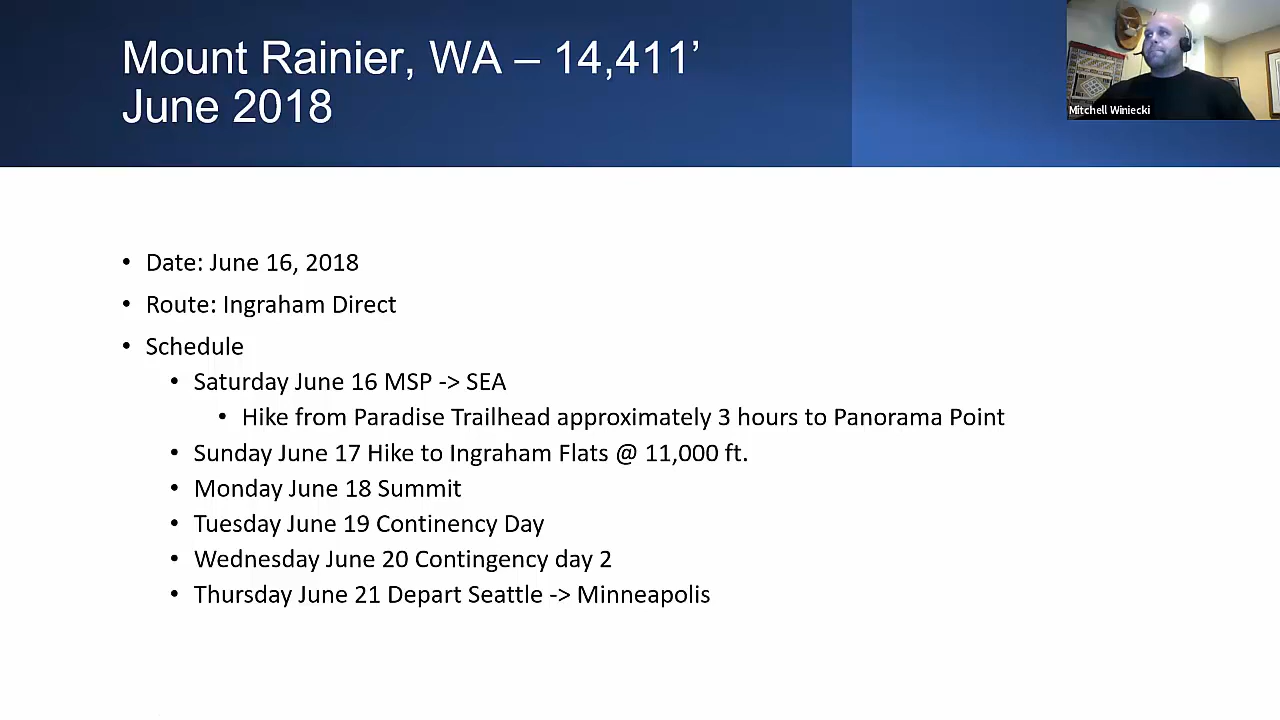 Mount Rainier, WA – 14,411’
June 2018
Mitchell Winiecki
• Date: June 16, 2018
• Route: Ingraham Direct
• Schedule
• Saturday June 16 MSP -> SEA
• Hike from Paradise Trailhead approximately 3 hours to Panorama Point
• Sunday June 17 Hike to Ingraham Flats @ 11,000 ft.
• Monday June 18 Summit
• Tuesday June 19 Continency Day
• Wednesday June 20 Contingency day 2
• Thursday June 21 Depart Seattle -> Minneapolis